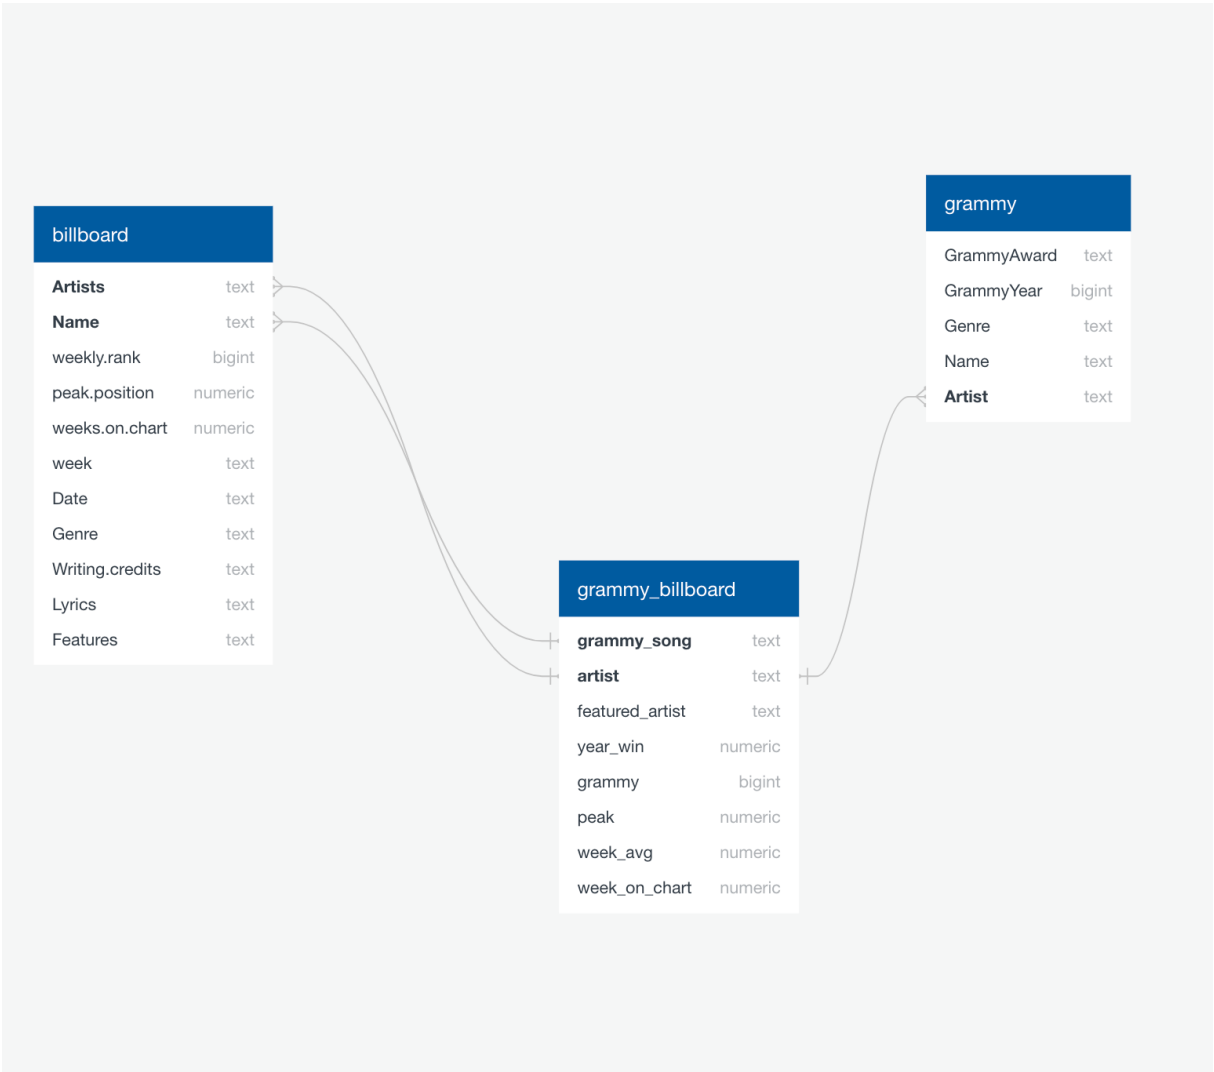 billboard
Artists text
Name text
weekly.rank bigint
peak.position numeric
weeks.on.chart numeric
week text
Date text
Genre text
Writing.credits text
Lyrics text
Features text
grammy
GrammyAward text
GrammyYear bigint
Genre text
Name text
Artist text
grammy_billboard
grammy_song text
artist text
featured_artist text
year_win numeric
grammy bigint
peak numeric
week_avg numeric
week_on_chart numeric